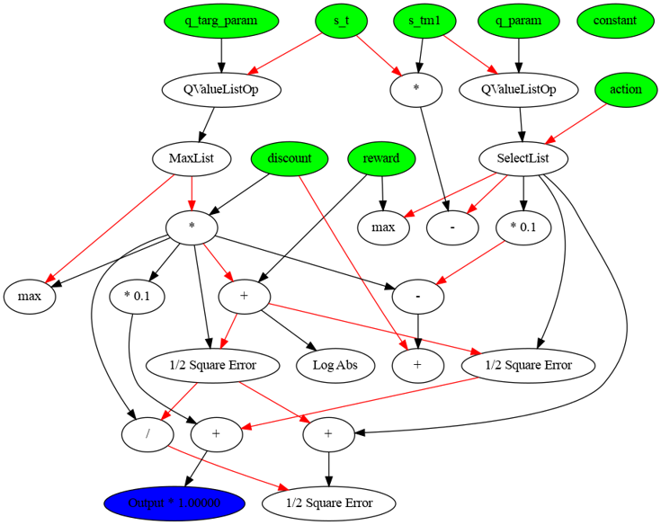 q_targ_param
s_t
s_tm1
q_param
constant
QValueListOp
*
QValueListOp
action
MaxList
discount
reward
SelectList
*
max
-
* 0.1
max
* 0.1
+
-
1/2 Square Error
Log Abs
+
1/2 Square Error
/
+
+
Output * 1.00000
1/2 Square Error